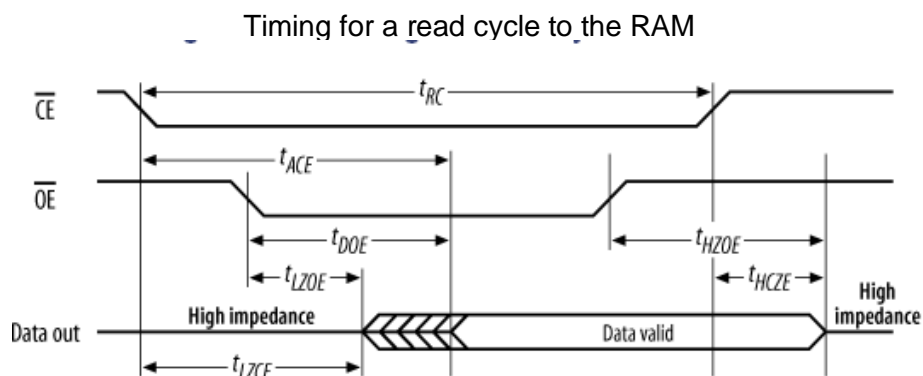 Timing for a read cycle to the RAM
CE
tRC
tACE
OE
tDOE
tHZOE
tLZOE
tHCZE
High impedance
High impedance
Data out
Data valid
tLZCE